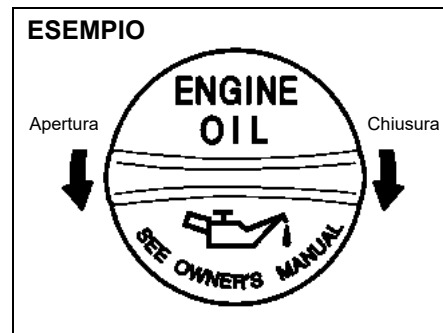 ESEMPIO
ENGINE
OIL
Apertura
Chiusura
SEE OWNER'S MANUAL